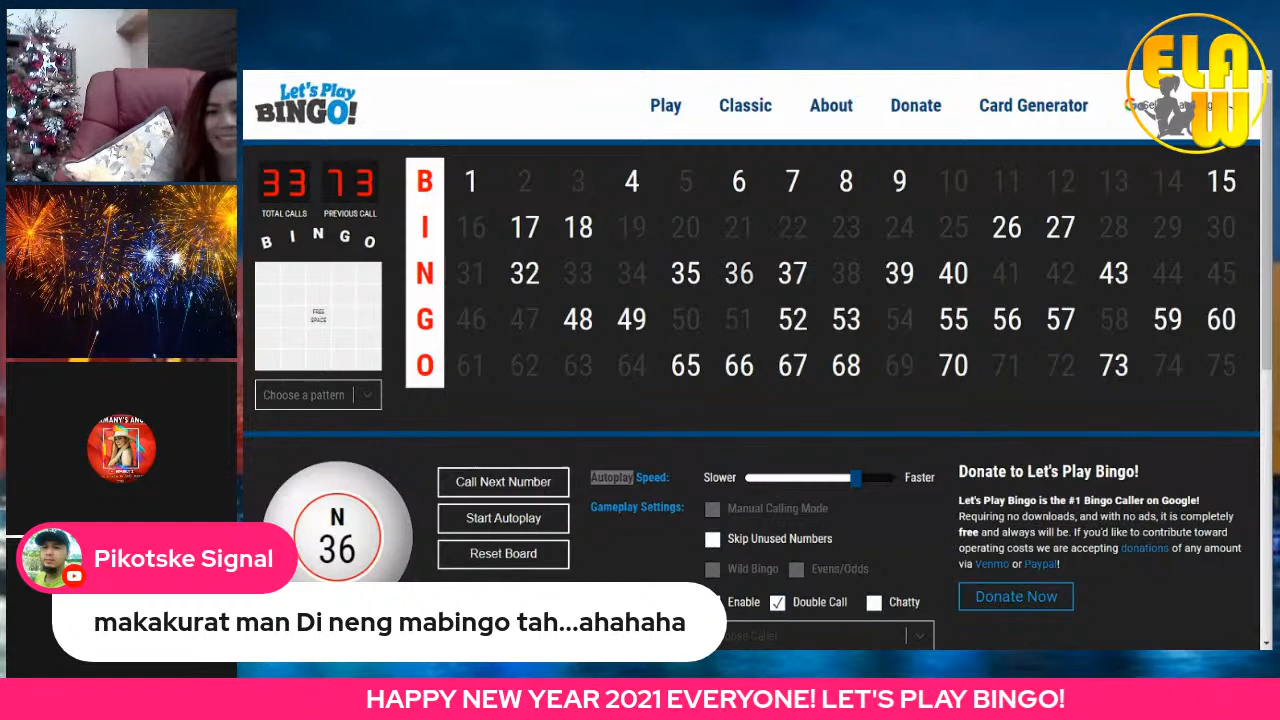 ELA
W
Let's Play
BINGO!
Play
Classic
About
Donate
Card Generator
33
73
TOTAL CALLS
PREVIOUS CALL
B I N G O
FREE
SPACE
Choose a pattern
B 1 2 3 4 5 6 7 8 9 10 11 12 13 14 15
I 16 17 18 19 20 21 22 23 24 25 26 27 28 29 30
N 31 32 33 34 35 36 37 38 39 40 41 42 43 44 45
G 46 47 48 49 50 51 52 53 54 55 56 57 58 59 60
O 61 62 63 64 65 66 67 68 69 70 71 72 73 74 75
N
36
Call Next Number
Start Autoplay
Reset Board
Autoplay Speed:
Slower
Faster
Gameplay Settings:
Manual Calling Mode
Skip Unused Numbers
Wild Bingo
Evens/Odds
Enable
Double Call
Chatty
Donate to Let's Play Bingo!
Let's Play Bingo is the #1 Bingo Caller on Google!
Requiring no downloads, and with no ads, it is completely
free and always will be. If you'd like to contribute toward
operating costs we are accepting donations of any amount
via Venmo or Paypal!
Donate Now
Pikotske Signal
makakurat man Di neng mabingo tah...ahahaha
HAPPY NEW YEAR 2021 EVERYONE! LET'S PLAY BINGO!